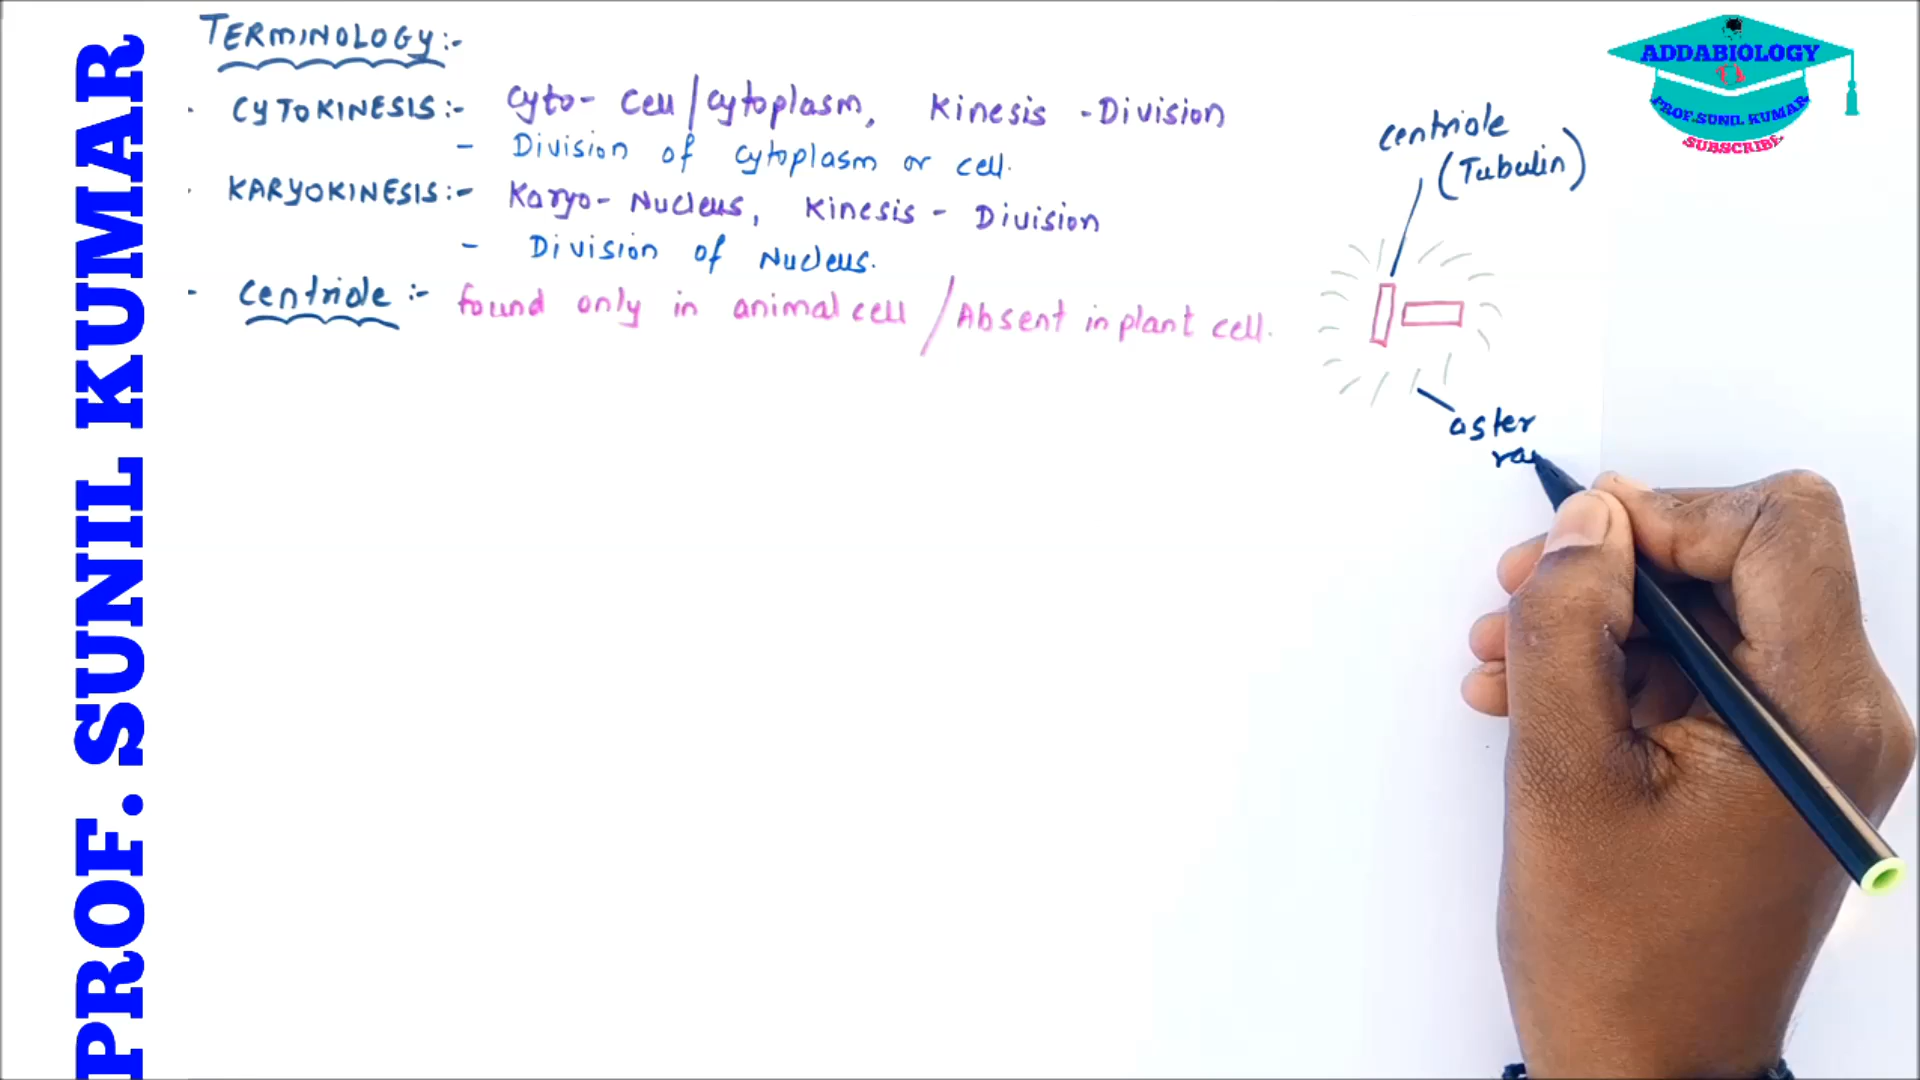 PROF. SUNIL KUMAR
TERMINOLOGY:-
· CYTOKINESIS:- Cyto- Cell/cytoplasm, Kinesis -Division
- Division of cytoplasm or cell.
· KARYOKINESIS:- Karyo- Nucleus, Kinesis - Division
- Division of Nucleus.
· Centriole :- found only in animal cell / Absent in plant cell.
centriole
(Tubulin)
aster
ra
ADDABIOLOGY
PROF.SUNIL KUMAR
SUBSCRIBE